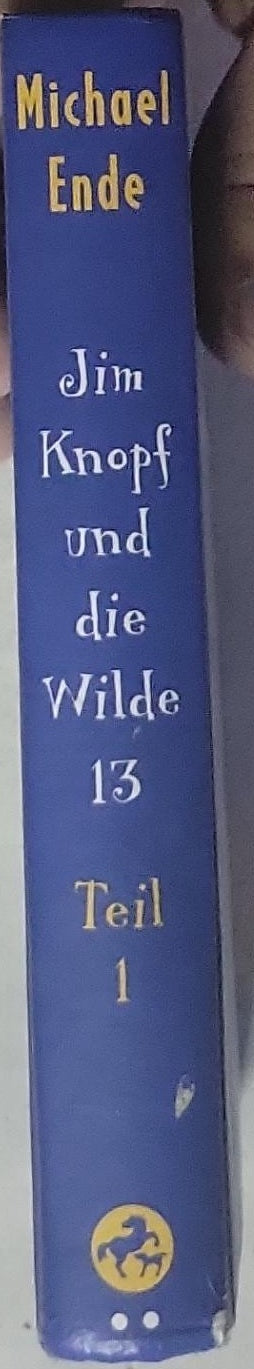 Michael
Ende
Jim
Knopf
und
die
Wilde
13
Teil
1